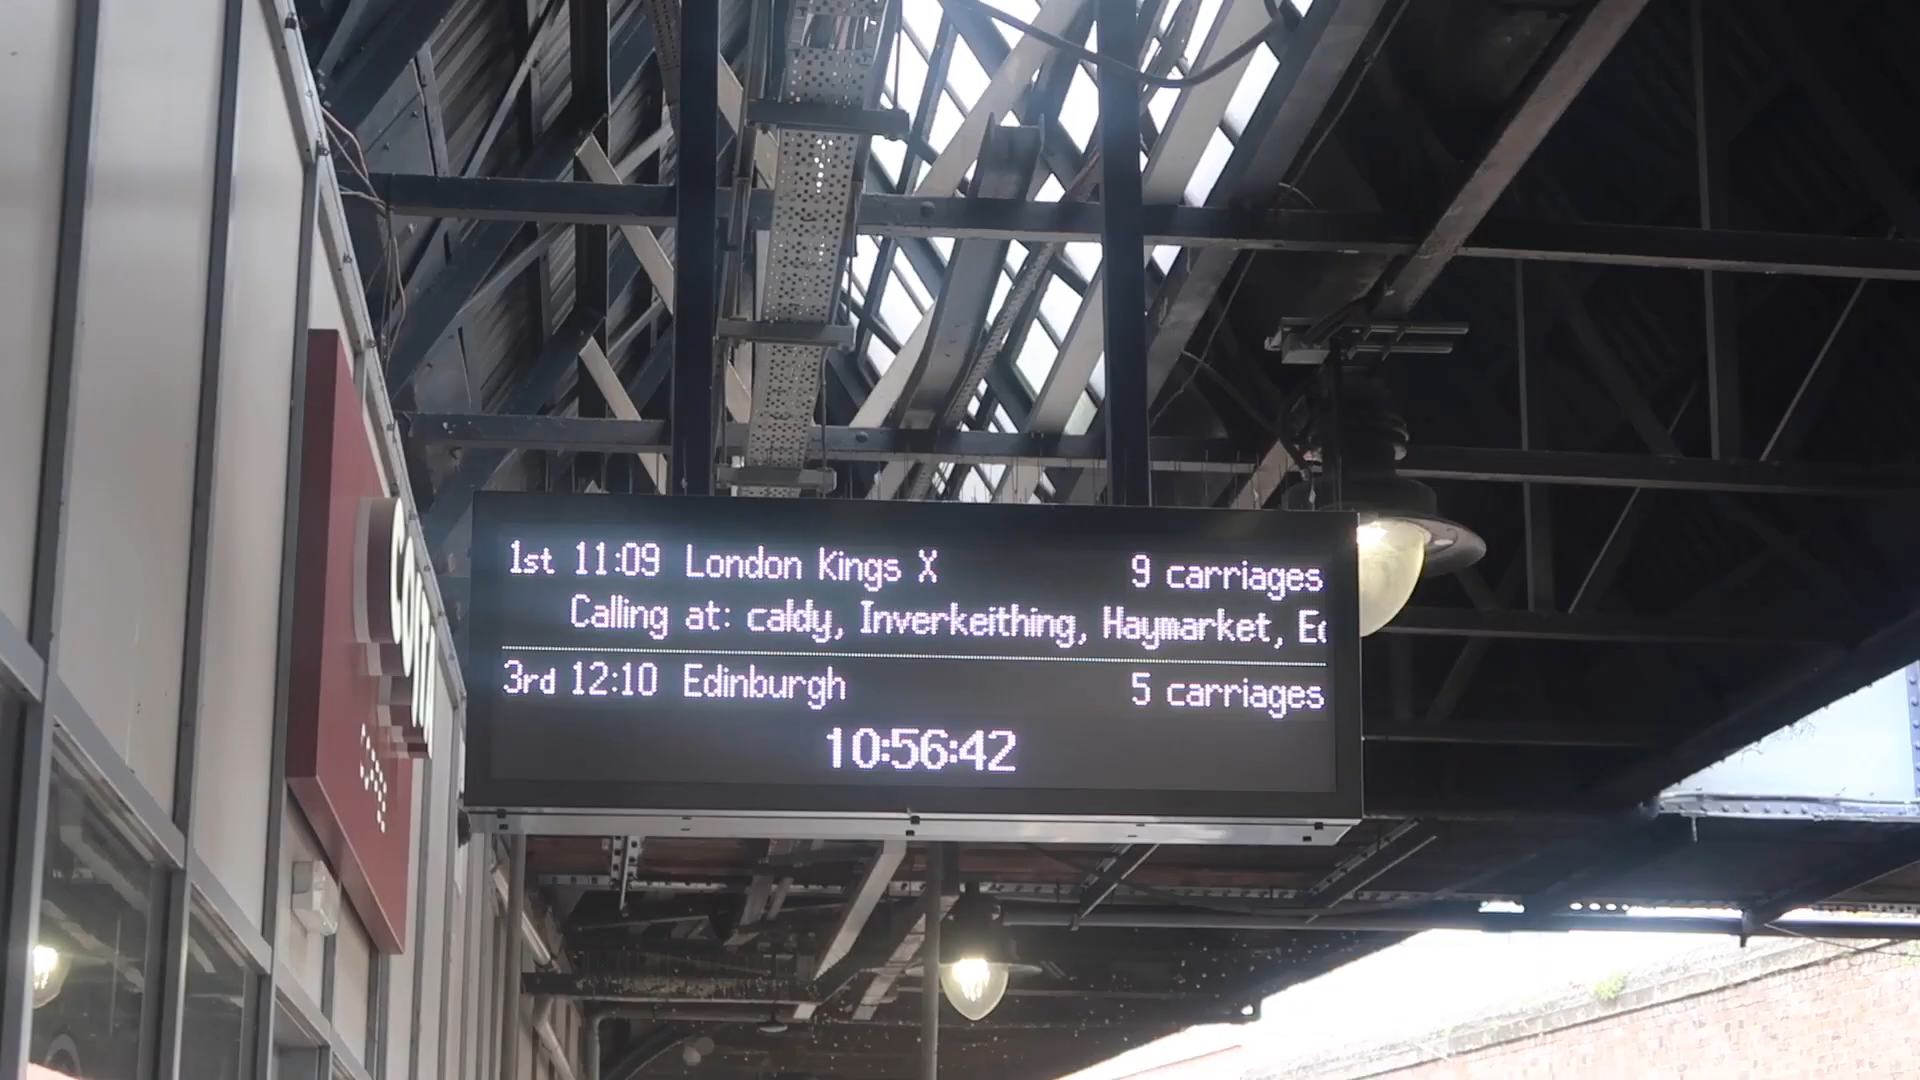 1st 11:09 London Kings X 9 carriages
Calling at: caldy, Inverkeithing, Haymarket,
3rd 12:10 Edinburgh 5 carriages
10:56:42